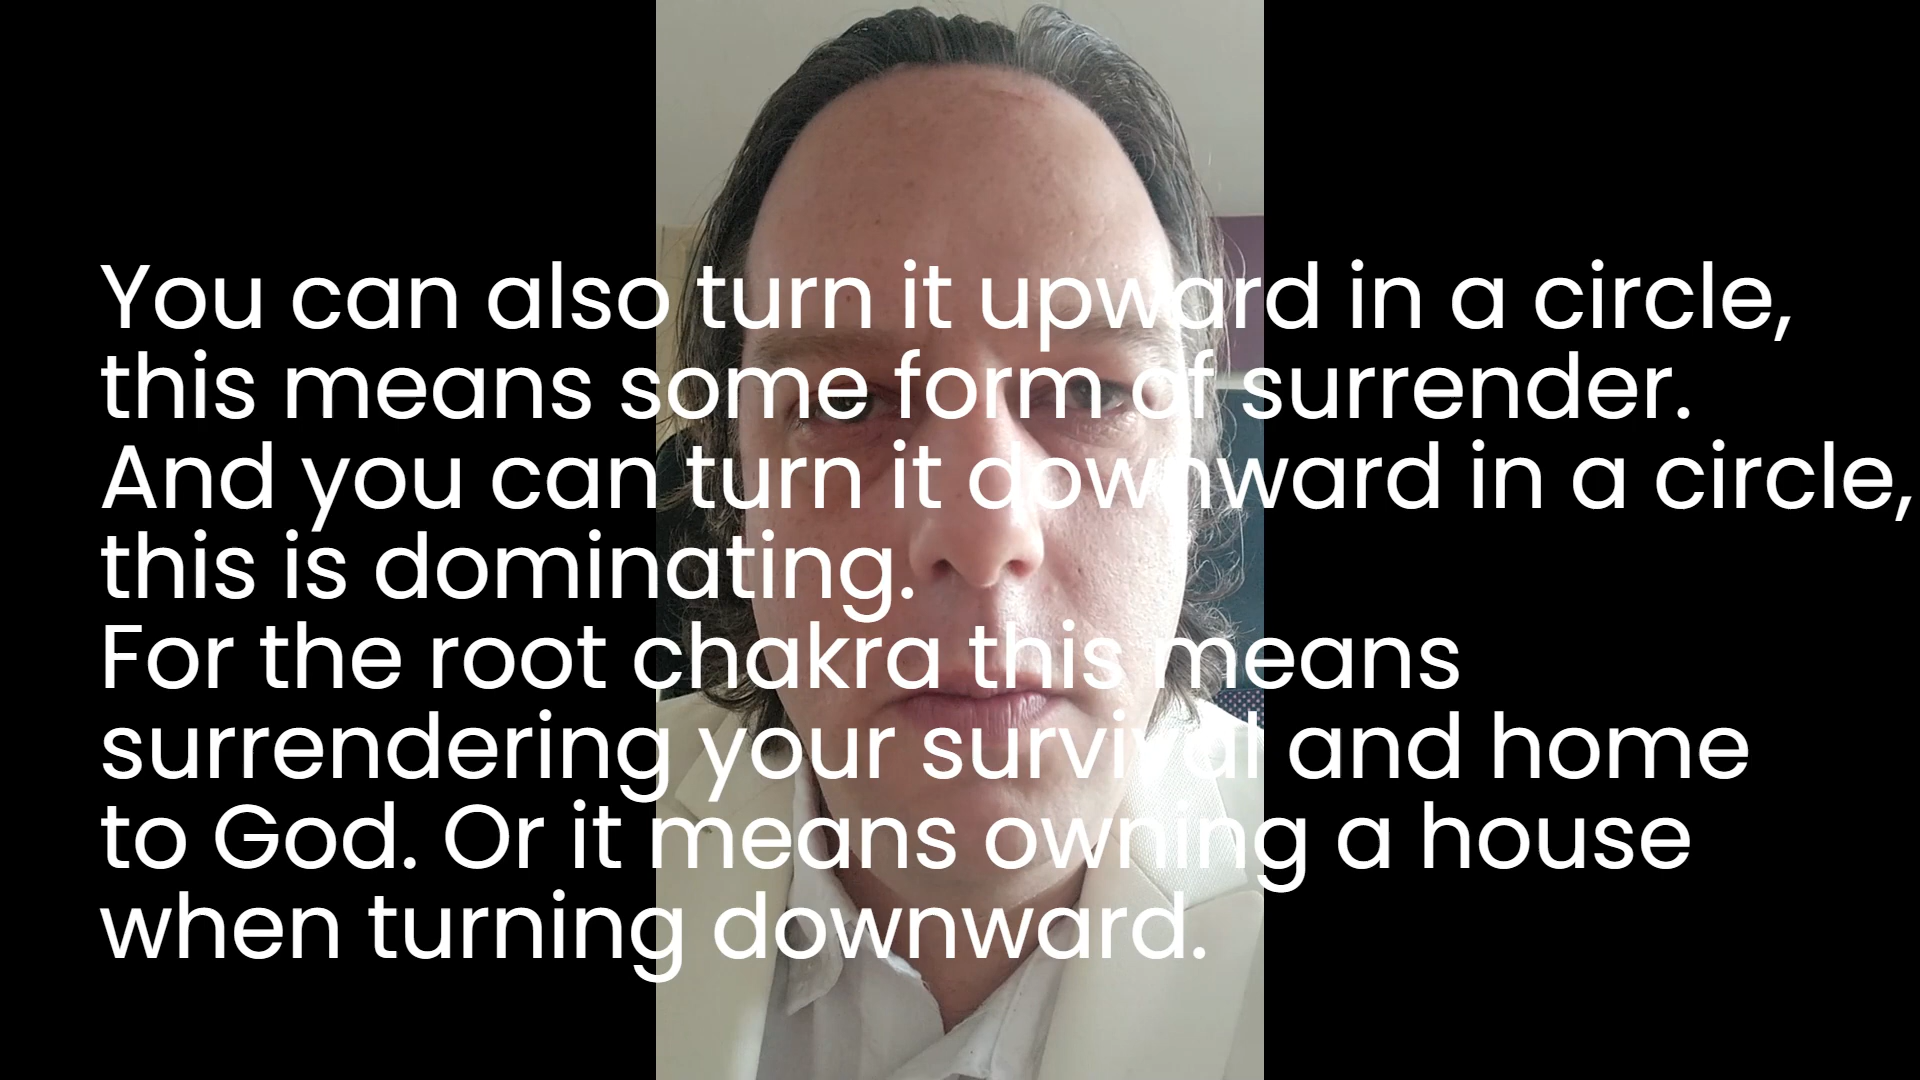 You can also turn it upward in a circle,
this means some form of surrender.
And you can turn it downward in a circle,
this is dominating.
For the root chakra this means
surrendering your survival and home
to God. Or it means owning a house
when turning downward.